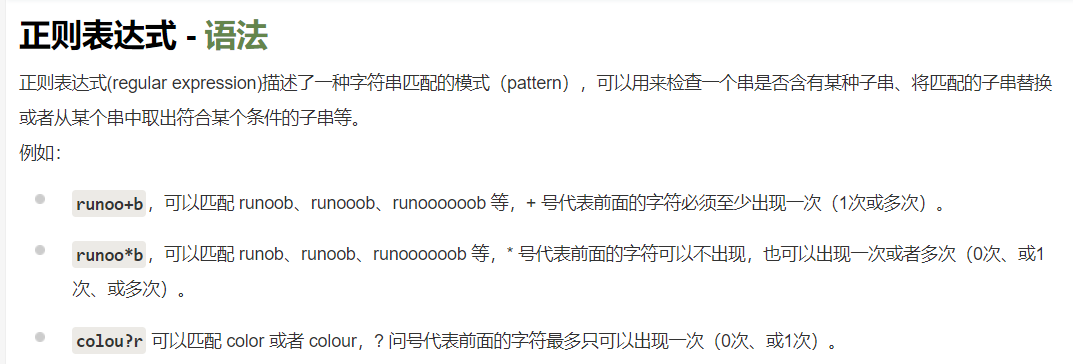 正则表达式 - 语法
正则表达式(regular expression)描述了一种字符串匹配的模式（pattern），可以用来检查一个串是否含有某种子串、将匹配的子串替换
或者从某个串中取出符合某个条件的子串等。
例如：
runoo+b，可以匹配 runoob、runooob、runoooooob 等，+ 号代表前面的字符必须至少出现一次（1次或多次）。
runoo*b，可以匹配 runob、runoob、runoooooob 等，* 号代表前面的字符可以不出现，也可以出现一次或者多次（0次、或1
次、或多次）。
colou?r 可以匹配 color 或者 colour，? 问号代表前面的字符最多只可以出现一次（0次、或1次）。